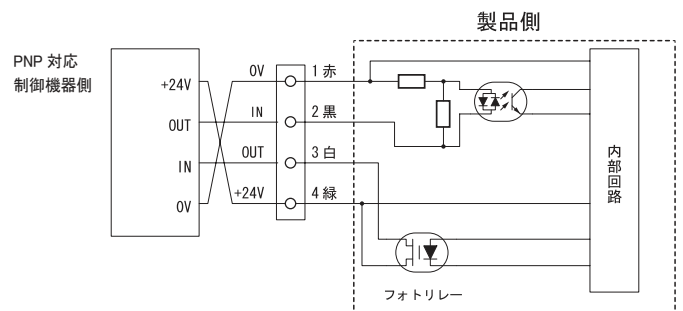 製品側
PNP 対応
制御機器側
+24V
OUT
IN
0V
0V
IN
OUT
+24V
1 赤
2 黒
3 白
4 緑
内部回路
フォトリレー